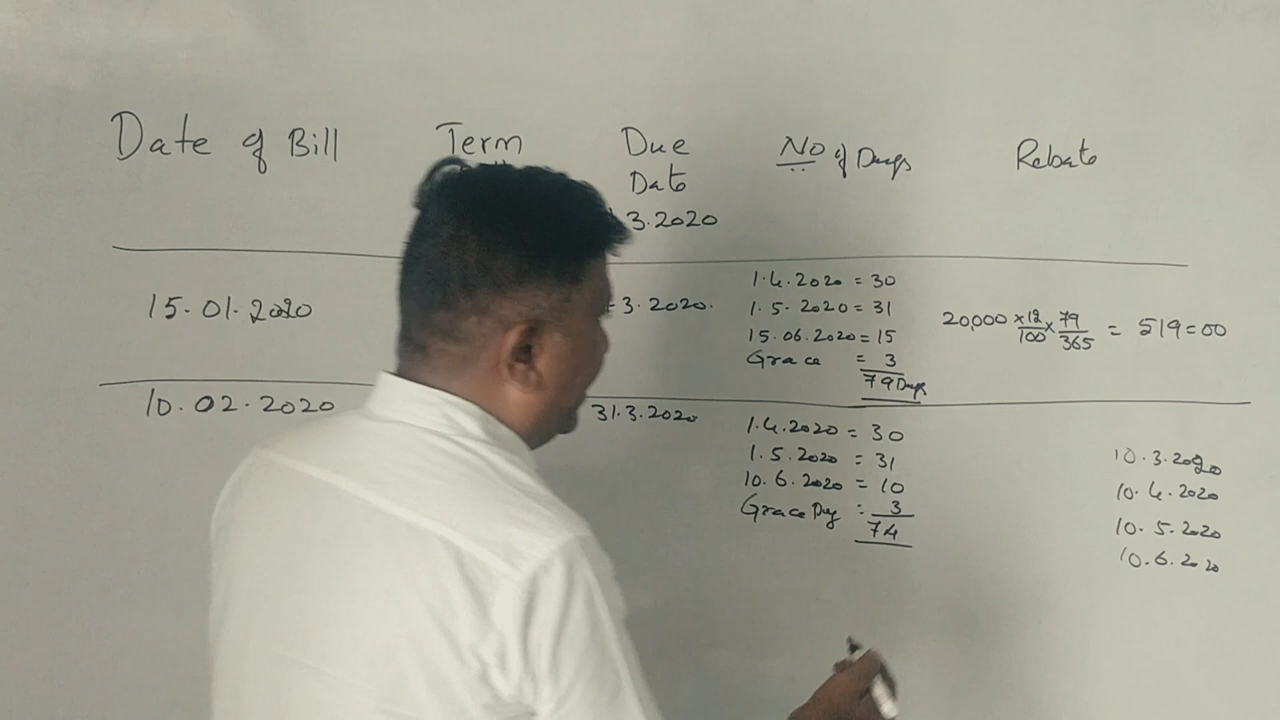 Date of Bill Term Due Date No of Days Rebate
3.2020
15.01.2020 3.2020.
1.4.2020 = 30
1.5.2020 = 31
15.06.2020 = 15
Grace = 3
79 Days
20,000 × 12/100 × 79/365 = 519=00
10.02.2020 31.3.2020
1.4.2020 = 30
1.5.2020 = 31
10.6.2020 = 10
Grace Day : 3
74
10.3.2020
10.4.2020
10.5.2020
10.6.2020